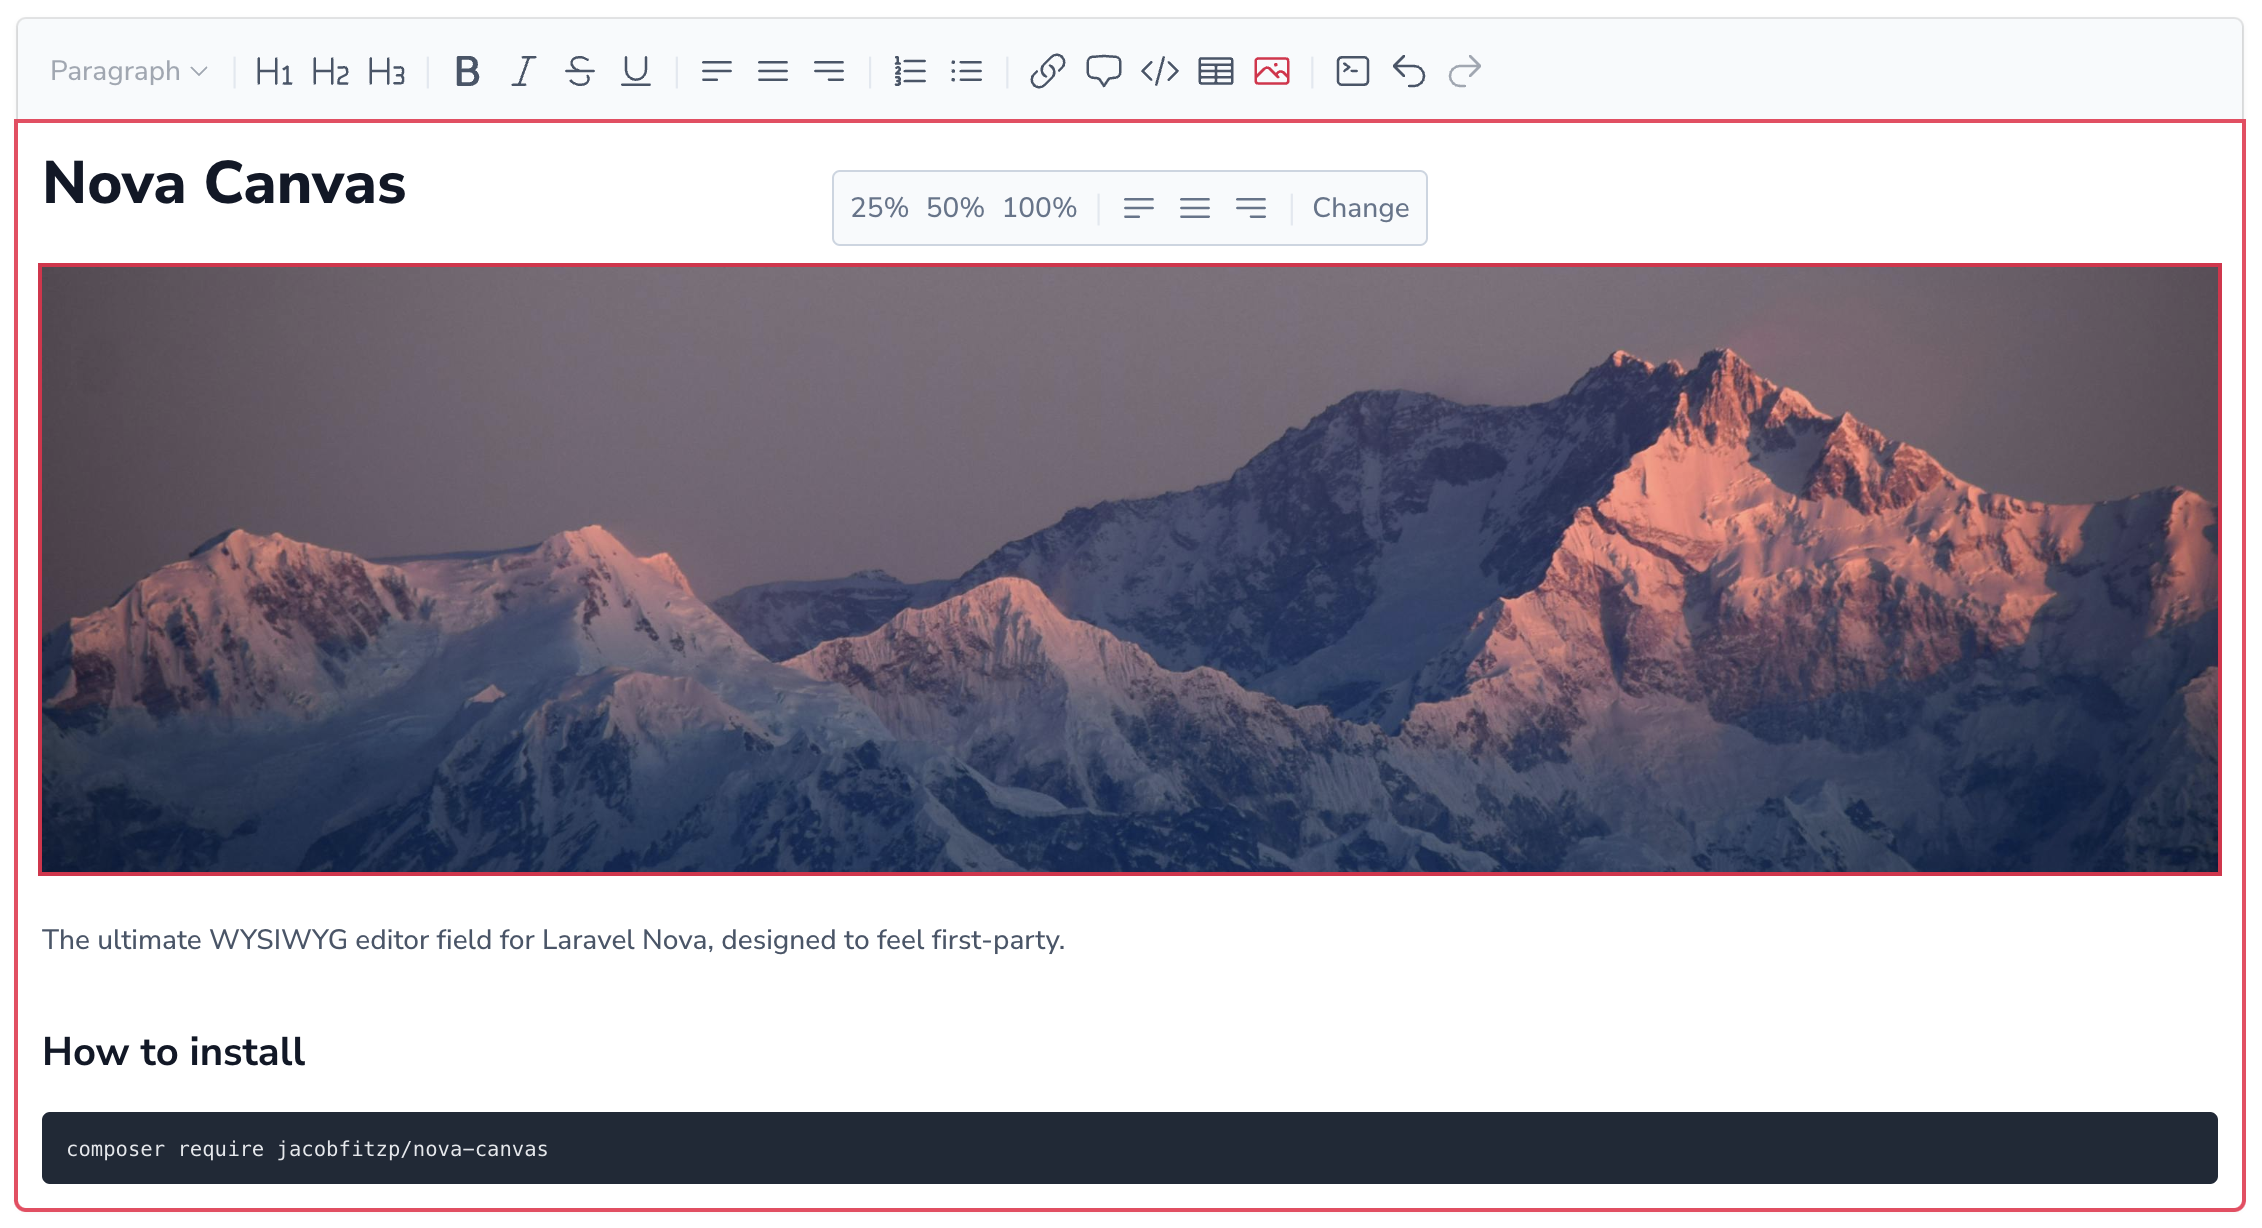 Paragraph H1 H2 H3 B I S U
Nova Canvas
25% 50% 100% Change
The ultimate WYSIWYG editor field for Laravel Nova, designed to feel first-party.
How to install
composer require jacobfitzp/nova-canvas